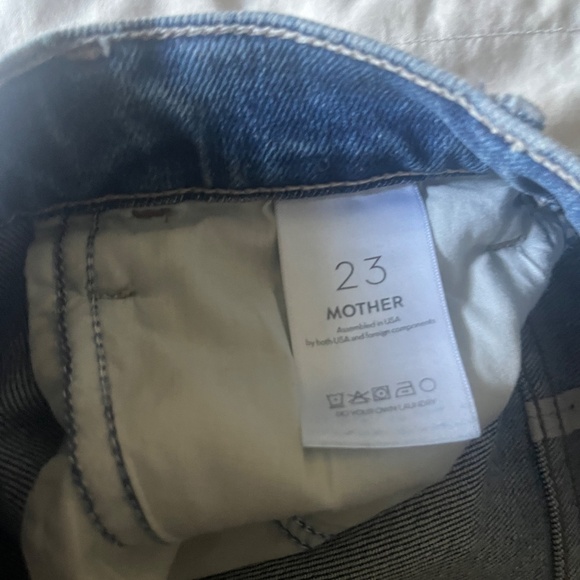 23
MOTHER
Assembled in USA
by both USA and foreign components
DO YOUR OWN LAUNDRY